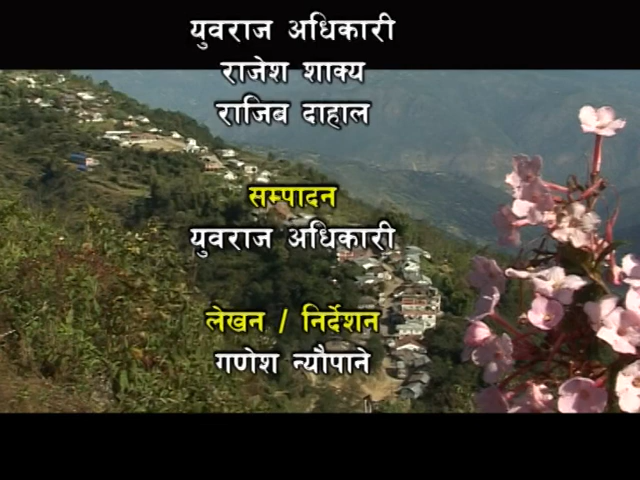 युवराज अधिकारी
राजेश शाक्य
राजिब दाहाल
सम्पादन
युवराज अधिकारी
लेखन / निर्देशन
गणेश न्यौपाने